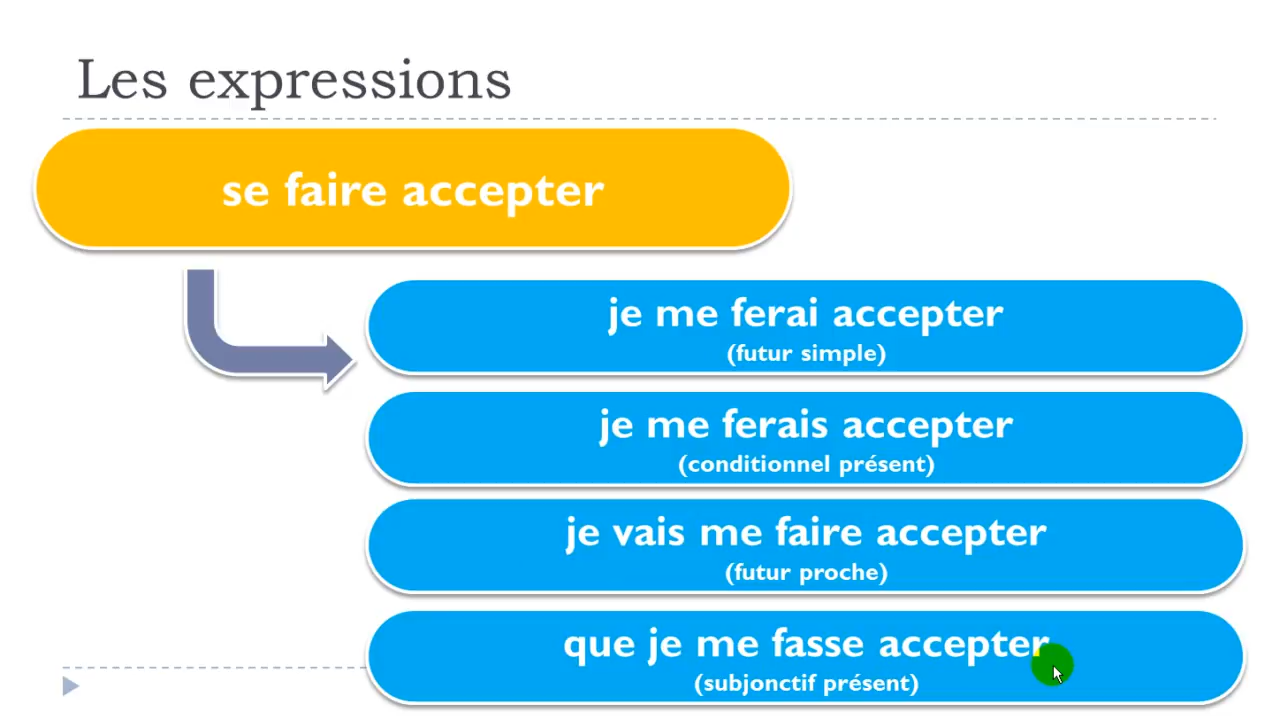 Les expressions
se faire accepter
je me ferai accepter
(futur simple)
je me ferais accepter
(conditionnel présent)
je vais me faire accepter
(futur proche)
que je me fasse accepter
(subjonctif présent)